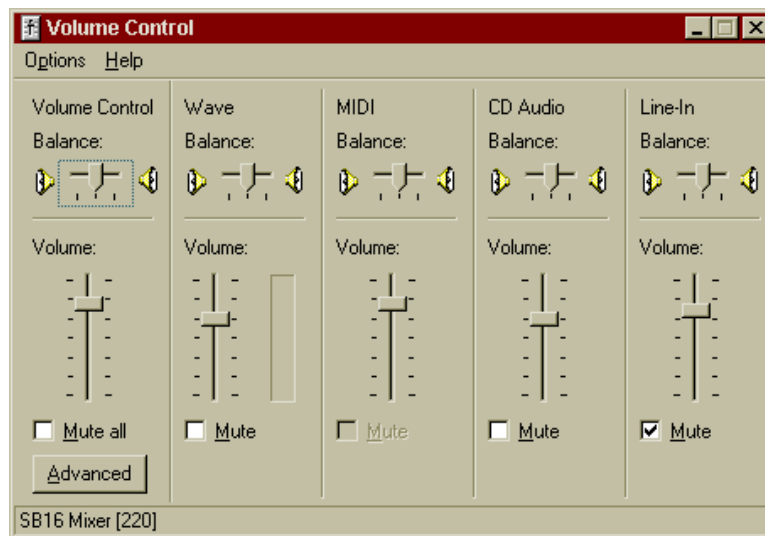 Volume Control
Options Help
Volume Control Wave MIDI CD Audio Line-In
Balance: Balance: Balance: Balance: Balance:
Volume: Volume: Volume: Volume: Volume:
Mute all Mute Mute Mute Mute
Advanced
SB16 Mixer [220]